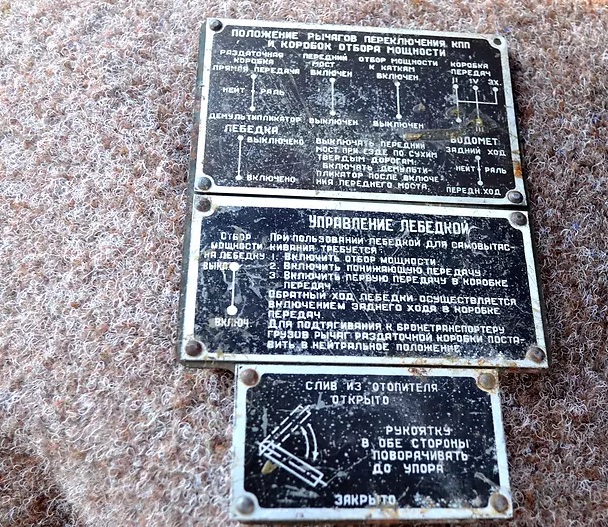 ПОЛОЖЕНИЕ РЫЧАГОВ ПЕРЕКЛЮЧЕНИЯ КПП
И КОРОБОК ОТБОРА МОЩНОСТИ
РАЗДАТОЧНАЯ КОРОБКА
ПРЯМАЯ ПЕРЕДАЧА
НЕЙТ РАЛЬ
ДЕМУЛЬТИПЛИКАТОР
ПЕРЕДНИЙ МОСТ
ВКЛЮЧЕН
ВЫКЛЮЧЕН
ОТБОР МОЩНОСТИ
К КАТКАМ
ВКЛЮЧЕН
ВЫКЛЮЧЕН
КОРОБКА
ПЕРЕДАЧ
II IV ЗХ
III
ЛЕБЕДКА
ВЫКЛЮЧЕНО
ВКЛЮЧЕНО
ВЫКЛЮЧАТЬ ПЕРЕДНИЙ
МОСТ ПРИ ЕЗДЕ ПО СУХИМ
ТВЕРДЫМ ДОРОГАМ.
ВКЛЮЧАТЬ ДЕМУЛЬТИ-
ПЛИКАТОР ПОСЛЕ ВКЛЮЧЕ-
НИЯ ПЕРЕДНЕГО МОСТА
ВОДОМЕТ
ЗАДНИЙ ХОД
НЕЙТ РАЛЬ
ПЕРЕДН. ХОД
УПРАВЛЕНИЕ ЛЕБЕДКОЙ
ОТБОР
МОЩНОСТИ
НА ЛЕБЕДКУ
ВКЛЮЧ.
ПРИ ПОЛЬЗОВАНИИ ЛЕБЕДКОЙ ДЛЯ САМОВЫТАС-
КИВАНИЯ ТРЕБУЕТСЯ:
1. ВКЛЮЧИТЬ ОТБОР МОЩНОСТИ
2. ВКЛЮЧИТЬ ПОНИЖАЮЩУЮ ПЕРЕДАЧУ
3. ВКЛЮЧИТЬ ПЕРВУЮ ПЕРЕДАЧУ В КОРОБКЕ
ПЕРЕДАЧ
ОБРАТНЫЙ ХОД ЛЕБЕДКИ ОСУЩЕСТВЛЯЕТСЯ
ВКЛЮЧЕНИЕМ ЗАДНЕГО ХОДА В КОРОБКЕ
ПЕРЕДАЧ
ДЛЯ ПОДТЯГИВАНИЯ К БРОНЕТРАНСПОРТЕРУ
ГРУЗОВ РЫЧАГ РАЗДАТОЧНОЙ КОРОБКИ ПОСТА-
ВИТЬ В НЕЙТРАЛЬНОЕ ПОЛОЖЕНИЕ
СЛИВ ИЗ ОТОПИТЕЛЯ
ОТКРЫТО
РУКОЯТКУ
В ОБЕ СТОРОНЫ
ПОВОРАЧИВАТЬ
ДО УПОРА
ЗАКРЫТО